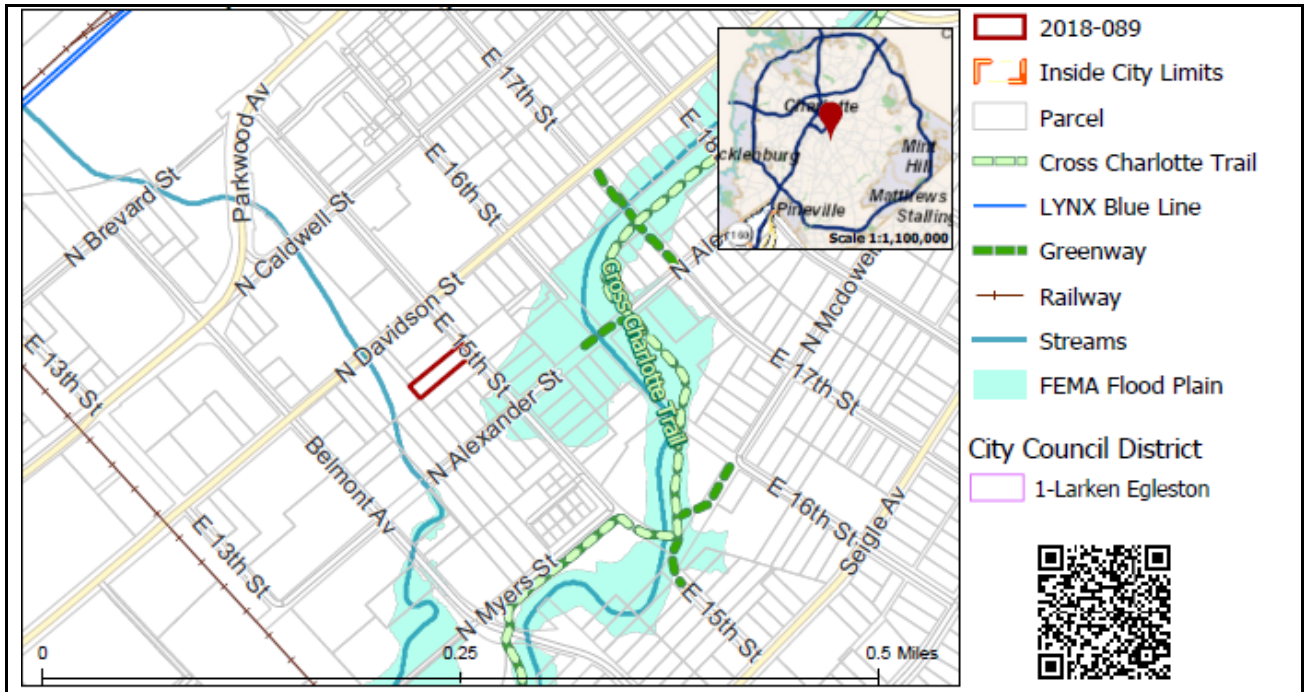 E 17th St
E 18
Parkwood Av
E 16th St
N Brevard St
N Caldwell St
N Ale
N Mcdowell
Cross Charlotte Trail
N Davidson St
E 15th St
E 13th St
E 17th St
N Alexander St
Belmont Av
E 16th St
Seigle Av
E 13th St
N Myers St
E 15th St
0
0.25
0.5 Miles
C
Charlotte
cklenburg
Mint
Hill
Matthews
Stalling
Pineville
Scale 1:1,100,000
2018-089
Inside City Limits
Parcel
Cross Charlotte Trail
LYNX Blue Line
Greenway
Railway
Streams
FEMA Flood Plain
City Council District
1-Larken Egleston